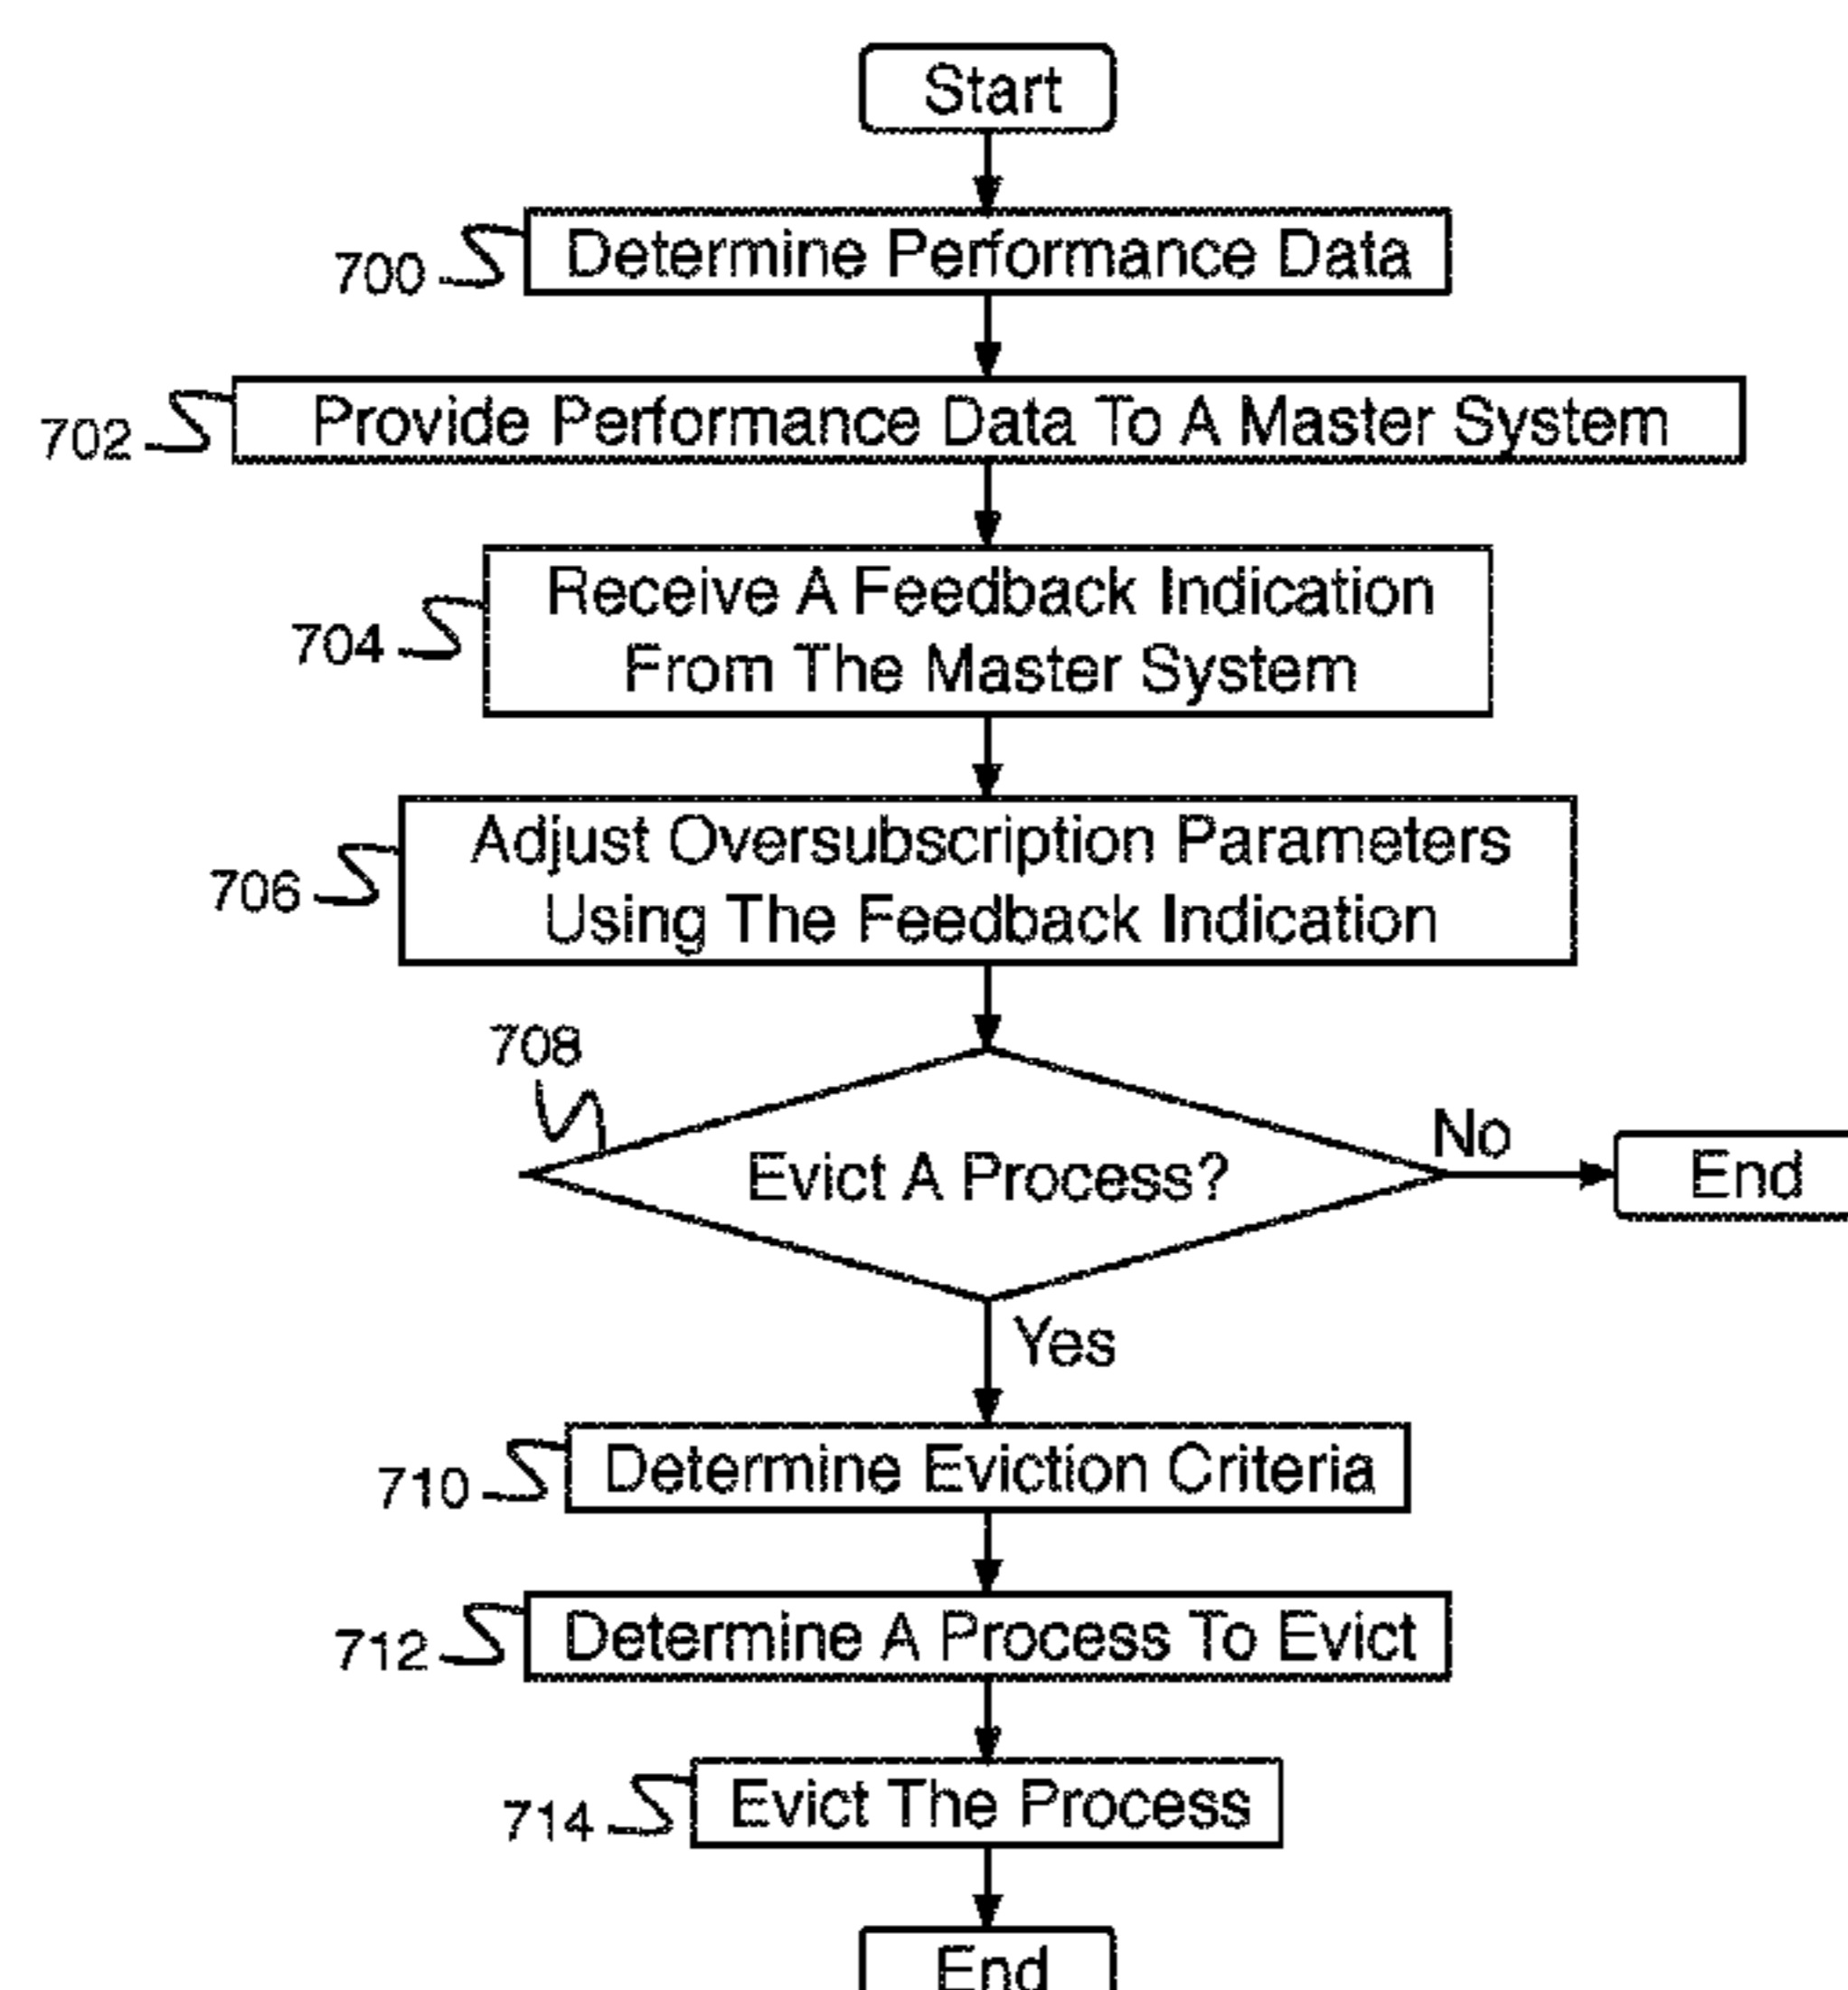 Start
700
Determine Performance Data
702
Provide Performance Data To A Master System
704
Receive A Feedback Indication
From The Master System
706
Adjust Oversubscription Parameters
Using The Feedback Indication
708
Evict A Process?
No
End
Yes
710
Determine Eviction Criteria
712
Determine A Process To Evict
714
Evict The Process
End